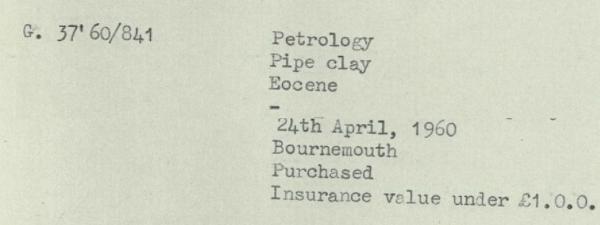 G. 37'60/841
Petrology
Pipe clay
Eocene
-
24th April, 1960
Bournemouth
Purchased
Insurance value under £1.0.0.